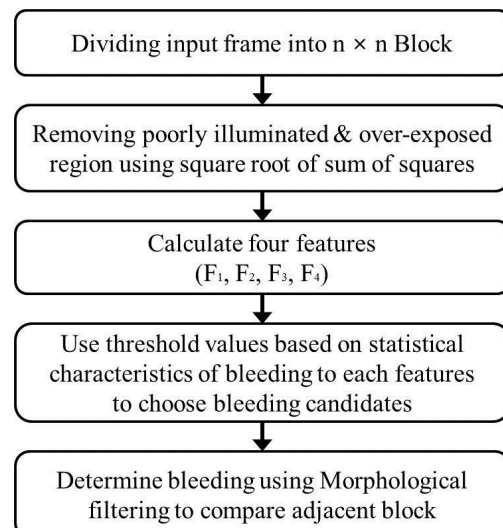 Dividing input frame into n × n Block
Removing poorly illuminated & over-exposed
region using square root of sum of squares
Calculate four features
(F₁, F₂, F₃, F₄)
Use threshold values based on statistical
characteristics of bleeding to each features
to choose bleeding candidates
Determine bleeding using Morphological
filtering to compare adjacent block